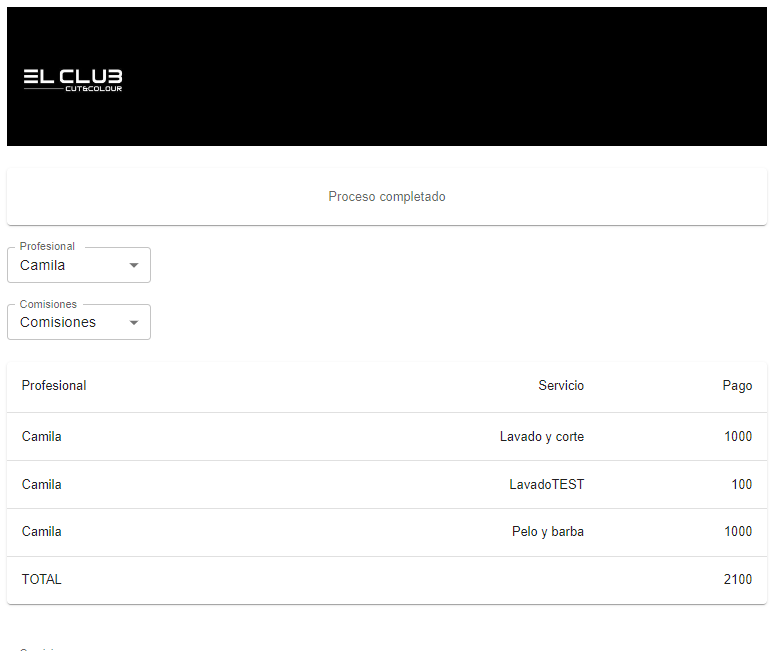 EL CLUB
CUT&COLOUR
Proceso completado
Profesional
Camila
Comisiones
Comisiones
Profesional Servicio Pago
Camila Lavado y corte 1000
Camila LavadoTEST 100
Camila Pelo y barba 1000
TOTAL 2100